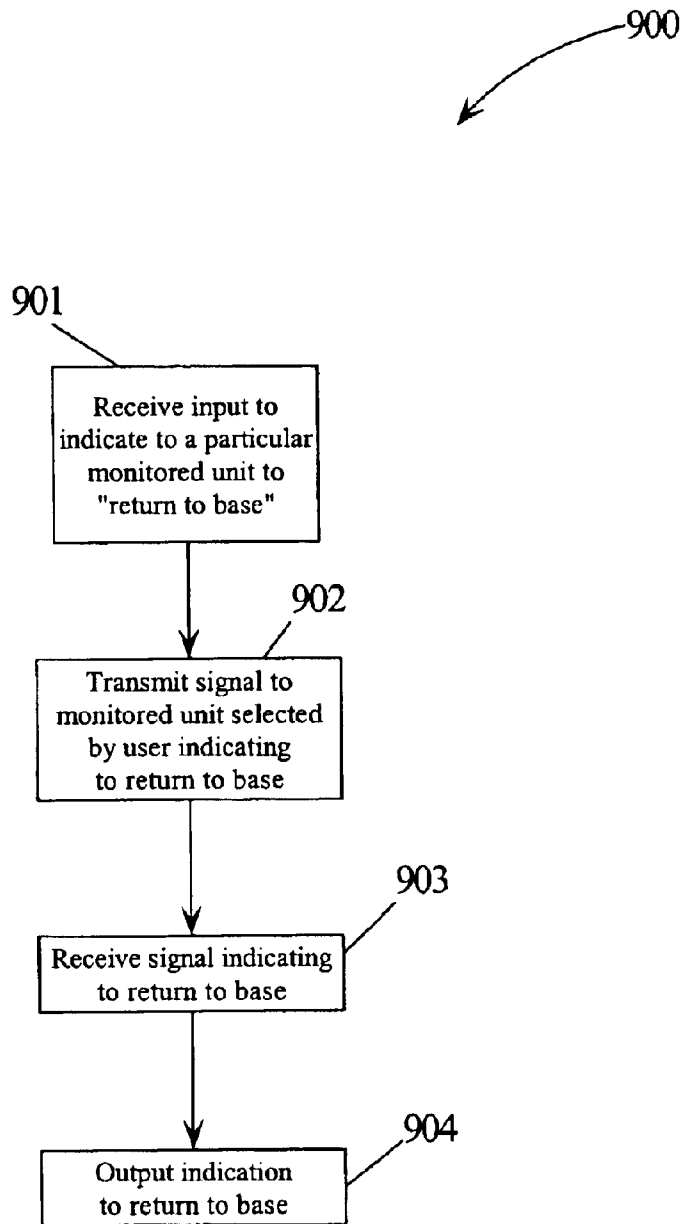 900
901
Receive input to
indicate to a particular
monitored unit to
"return to base"
902
Transmit signal to
monitored unit selected
by user indicating
to return to base
903
Receive signal indicating
to return to base
904
Output indication
to return to base